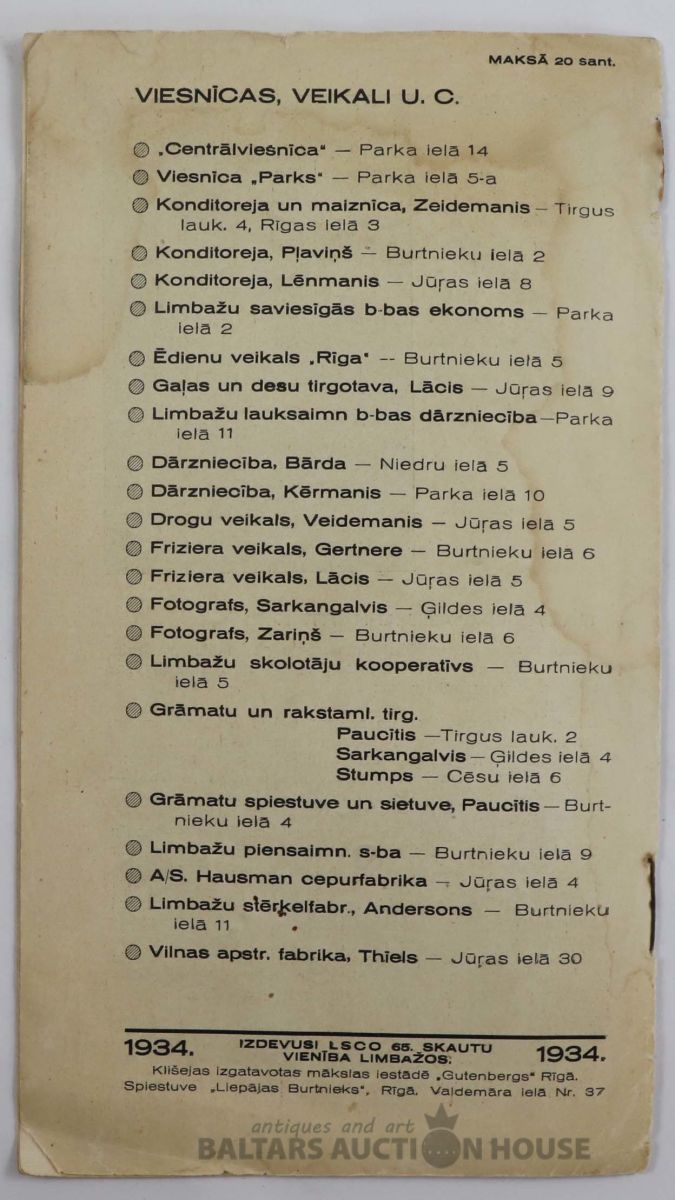 MAKSĀ 20 sant.
VIESNĪCAS, VEIKALI U. C.
„Centrālviesnīca“ — Parka ielā 14
Viesnīca „Parks“ — Parka ielā 5-a
Konditoreja un maiznīca, Zeidemanis — Tirgus
lauk. 4, Rīgas ielā 3
Konditoreja, Pļaviņš — Burtnieku ielā 2
Konditoreja, Lēnmanis — Jūŗas ielā 8
Limbažu saviesīgās b-bas ekonoms — Parka
ielā 2
Ēdienu veikals „Rīga“ -- Burtnieku ielā 5
Gaļas un desu tirgotava, Lācis — Jūŗas ielā 9
Limbažu lauksaimn b-bas dārzniecība—Parka
ielā 11
Dārzniecība, Bārda — Niedru ielā 5
Dārzniecība, Kērmanis — Parka ielā 10
Drogu veikals, Veidemanis — Jūŗas ielā 5
Friziera veikals, Gertnere — Burtnieku ielā 6
Friziera veikals, Lācis — Jūŗas ielā 5
Fotografs, Sarkangalvis — Ģildes ielā 4
Fotografs, Zariņš — Burtnieku ielā 6
Limbažu skolotāju kooperatīvs — Burtnieku
ielā 5
Grāmatu un rakstaml. tirg.
Paucītis —Tirgus lauk. 2
Sarkangalvis — Ģildes ielā 4
Stumps — Cēsu ielā 6
Grāmatu spiestuve un sietuve, Paucītis — Burt-
nieku ielā 4
Limbažu piensaimn. s-ba — Burtnieku ielā 9
A/S. Hausman cepurfabrika — Jūŗas ielā 4
Limbažu stērķelfabr., Andersons — Burtnieku
ielā 11
Vilnas apstr. fabrika, Thiels — Jūŗas ielā 30
1934. IZDEVUSI LSCO 65. SKAUTU 1934.
VIENĪBA LIMBAŽOS.
Klišejas izgatavotas mākslas iestādē „Gutenbergs“ Rīgā.
Spiestuve „Liepājas Burtnieks“, Rīgā, Valdemāra ielā Nr. 37
antiques and art
BALTARS AUCTION HOUSE